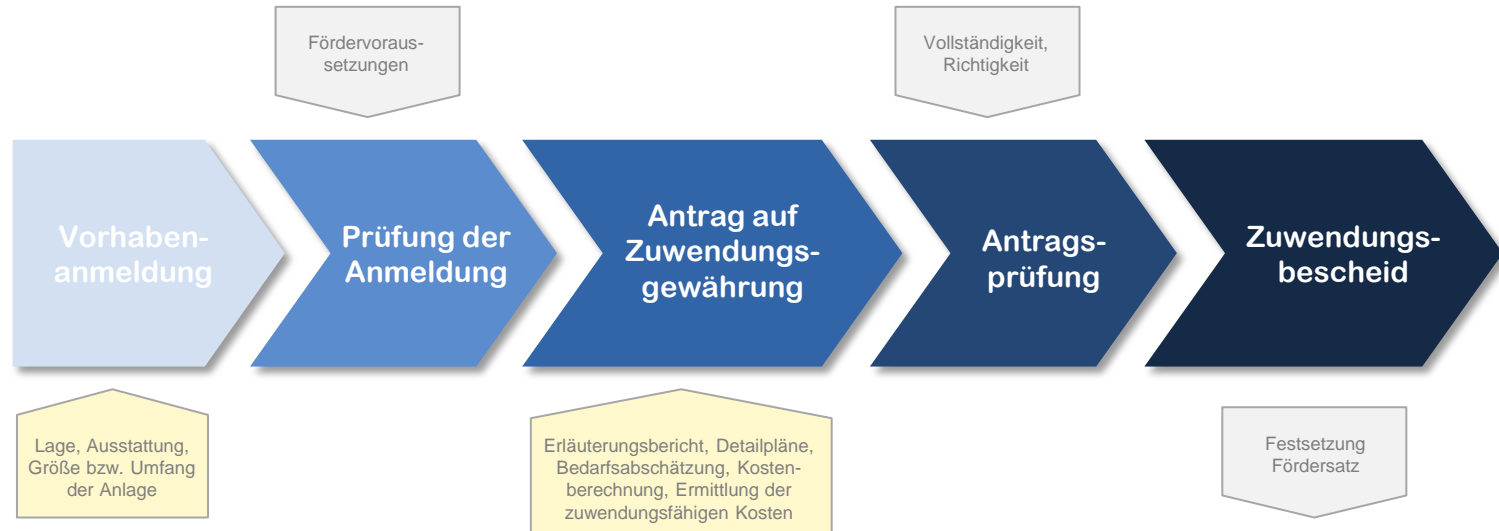 Fördervoraus-
setzungen
Vollständigkeit,
Richtigkeit
Vorhaben-
anmeldung
Prüfung der
Anmeldung
Antrag auf
Zuwendungs-
gewährung
Antrags-
prüfung
Zuwendungs-
bescheid
Lage, Ausstattung,
Größe bzw. Umfang
der Anlage
Erläuterungsbericht, Detailpläne,
Bedarfsabschätzung, Kosten-
berechnung, Ermittlung der
zuwendungsfähigen Kosten
Festsetzung
Fördersatz